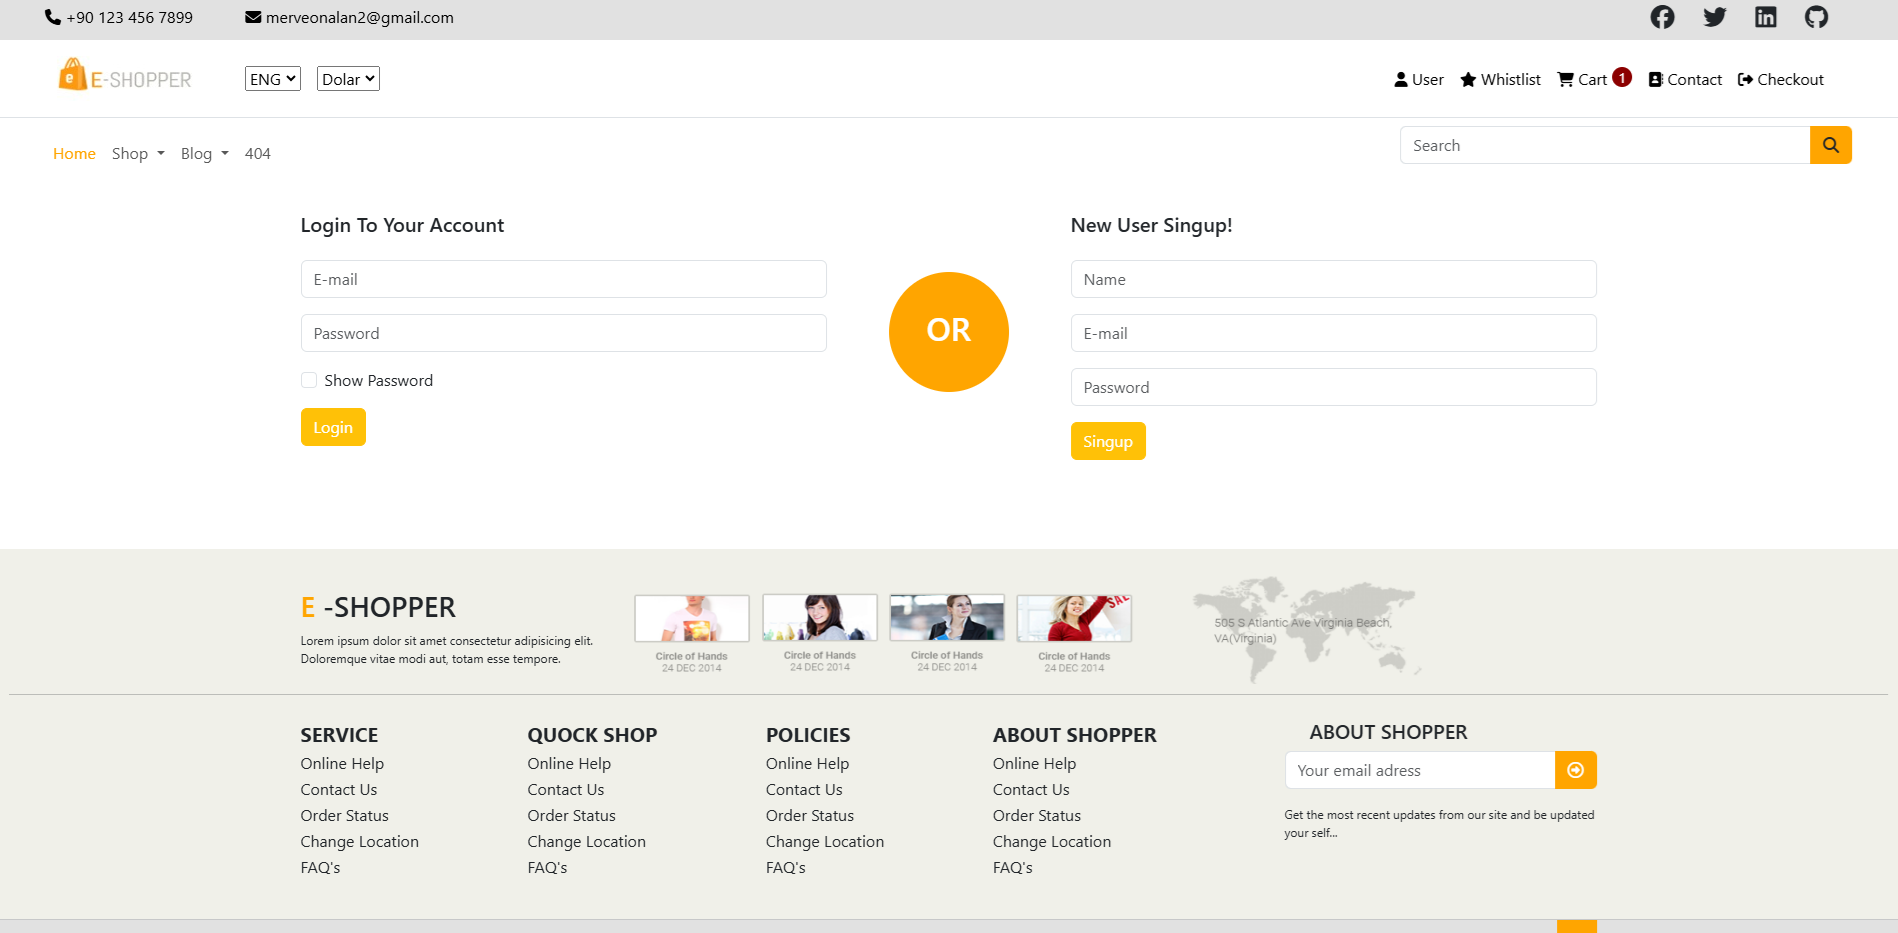 +90 123 456 7899 merveonalan2@gmail.com
e E-SHOPPER ENG Dolar User Whistlist Cart 1 Contact Checkout
Home Shop Blog 404 Search
Login To Your Account
E-mail
Password
Show Password
Login
OR
New User Singup!
Name
E-mail
Password
Singup
E -SHOPPER
Lorem ipsum dolor sit amet consectetur adipisicing elit.
Doloremque vitae modi aut, totam esse tempore.
Circle of Hands
24 DEC 2014
Circle of Hands
24 DEC 2014
Circle of Hands
24 DEC 2014
SALE
Circle of Hands
24 DEC 2014
505 S Atlantic Ave Virginia Beach,
VA(Virginia)
SERVICE
Online Help
Contact Us
Order Status
Change Location
FAQ's
QUOCK SHOP
Online Help
Contact Us
Order Status
Change Location
FAQ's
POLICIES
Online Help
Contact Us
Order Status
Change Location
FAQ's
ABOUT SHOPPER
Online Help
Contact Us
Order Status
Change Location
FAQ's
ABOUT SHOPPER
Your email adress
Get the most recent updates from our site and be updated
your self...